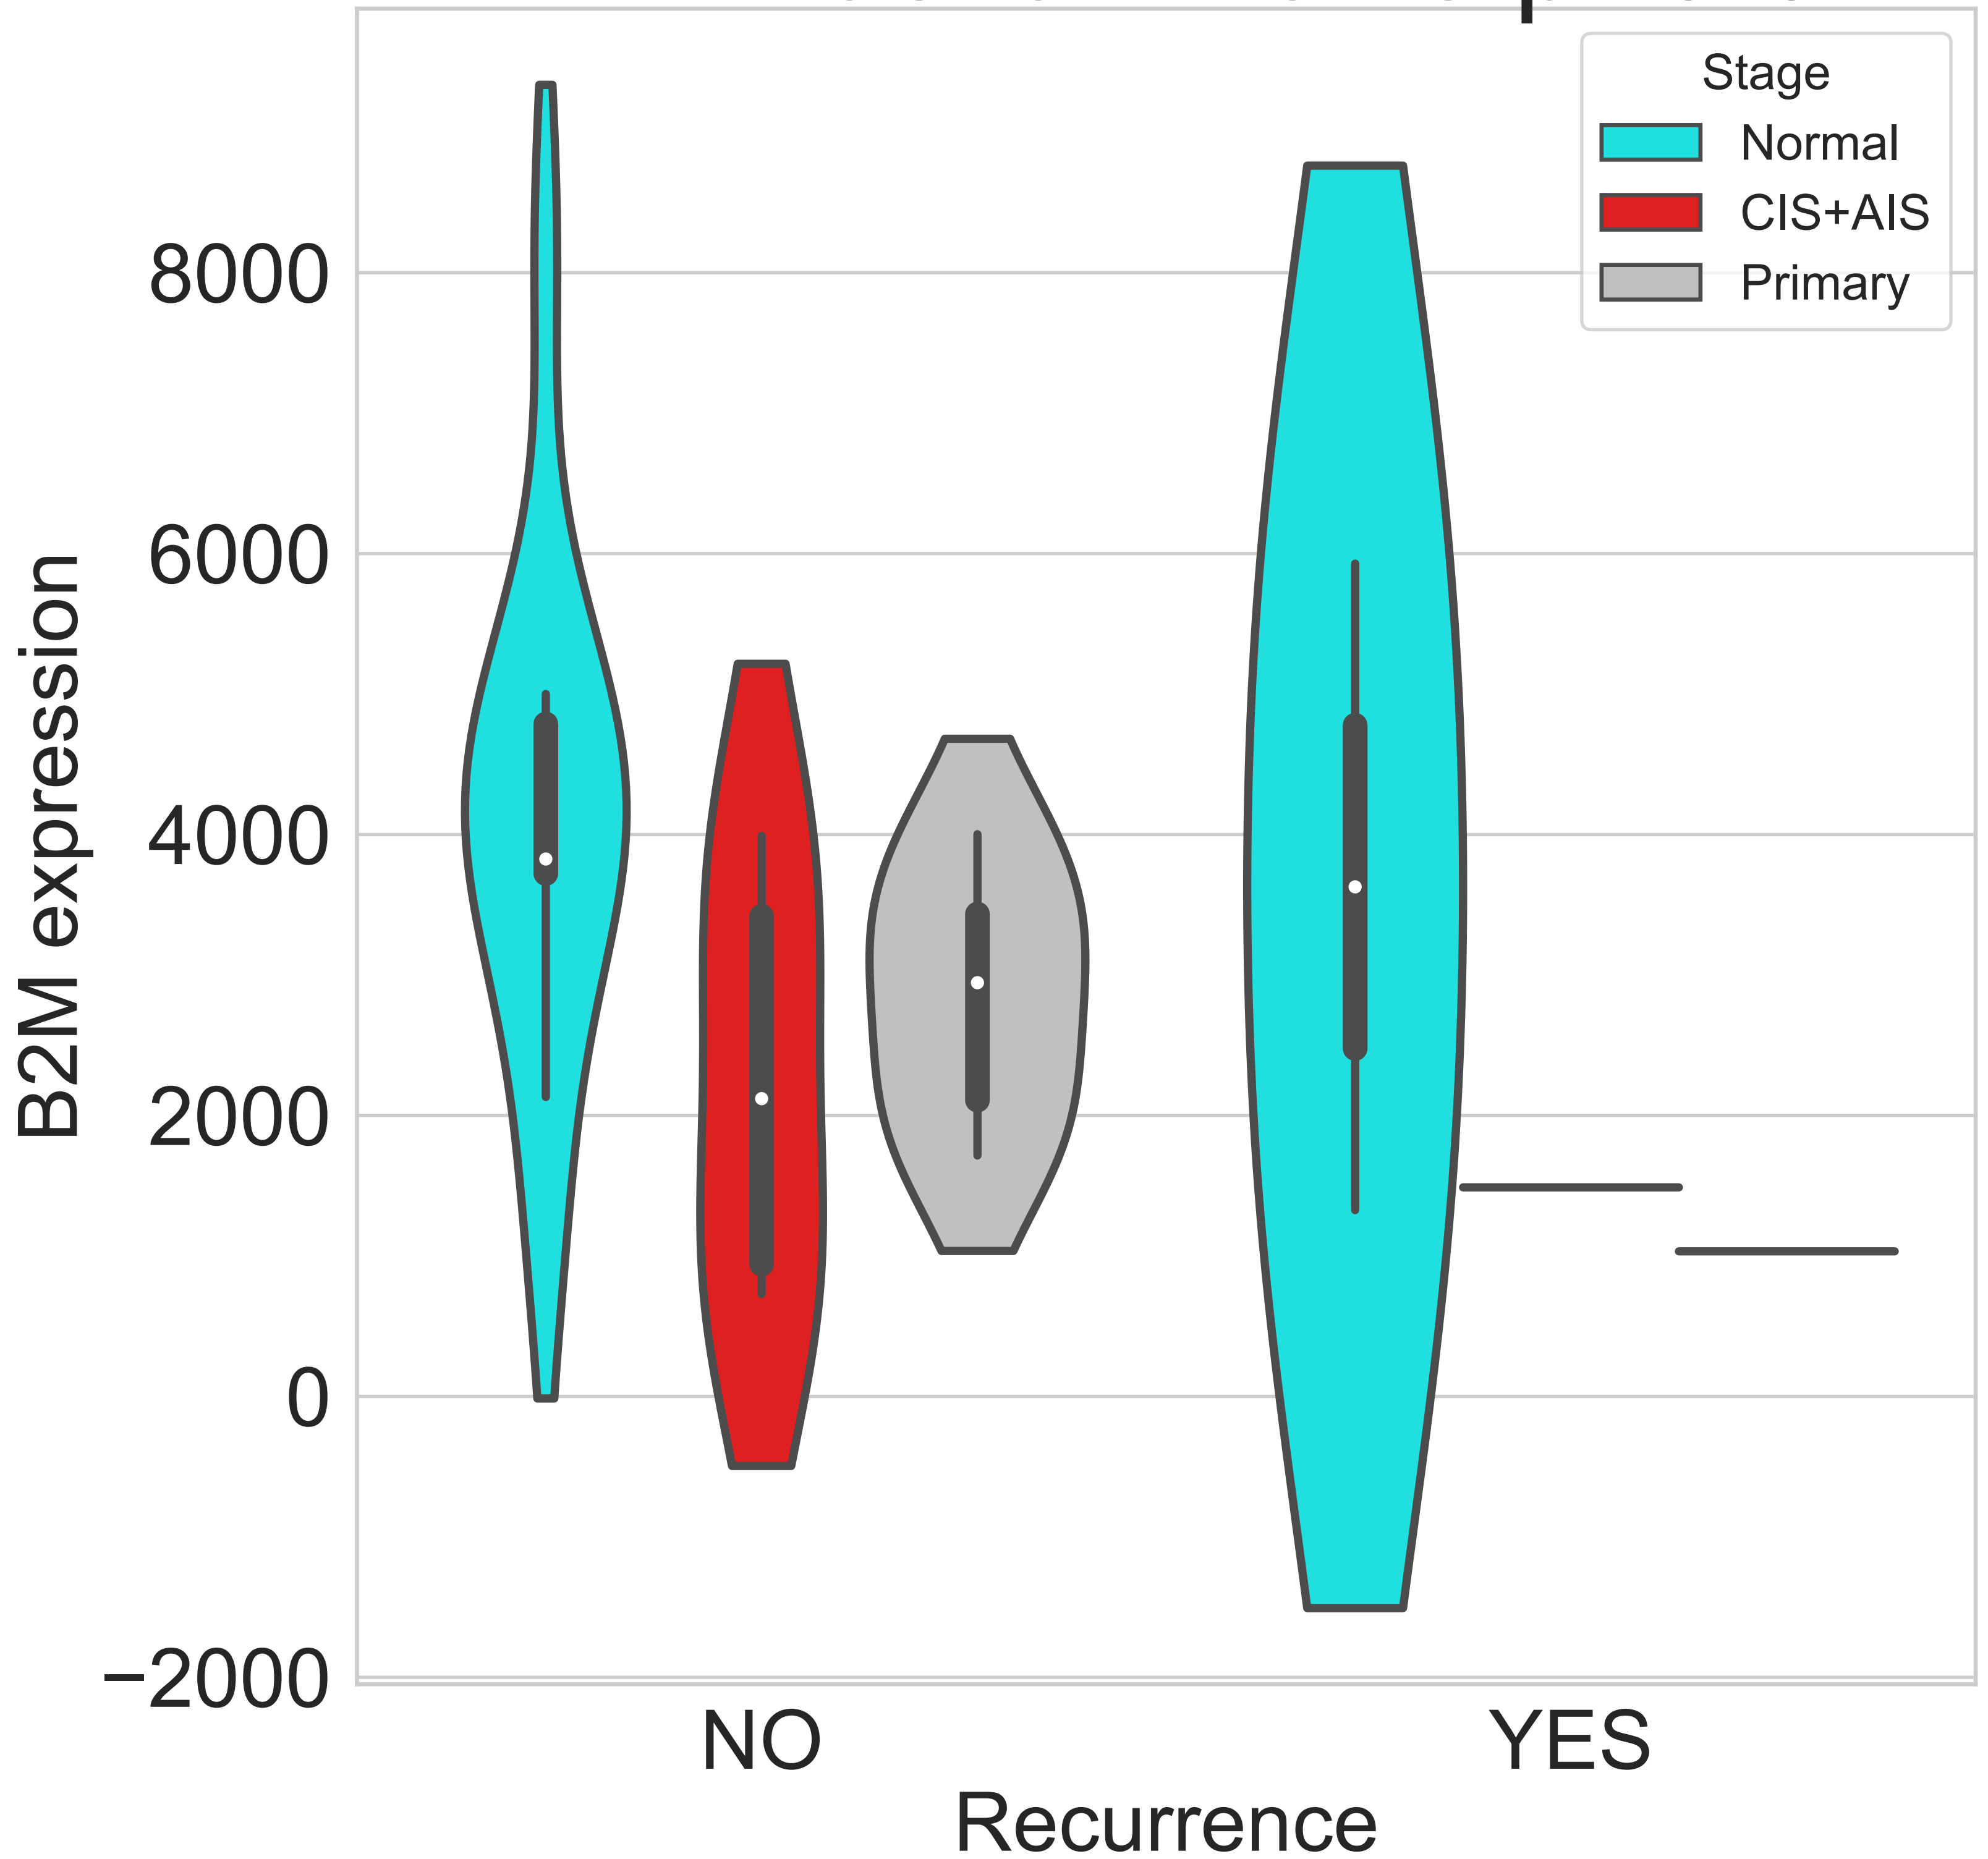 Stage
Normal
CIS+AIS
Primary
8000
6000
4000
2000
0
−2000
B2M expression
NO
YES
Recurrence